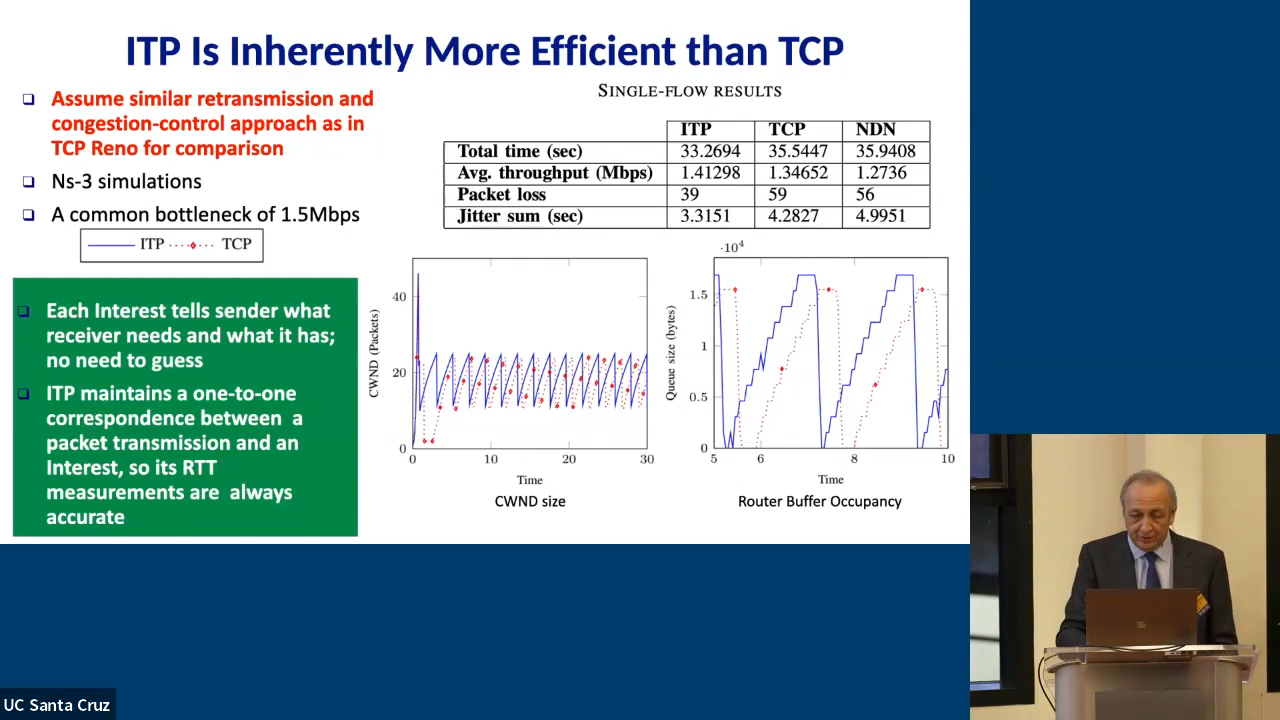 ITP Is Inherently More Efficient than TCP
Assume similar retransmission and
congestion-control approach as in
TCP Reno for comparison
Ns-3 simulations
A common bottleneck of 1.5Mbps
ITP TCP
Each Interest tells sender what
receiver needs and what it has;
no need to guess
ITP maintains a one-to-one
correspondence between a
packet transmission and an
Interest, so its RTT
measurements are always
accurate
SINGLE-FLOW RESULTS
ITP TCP NDN
Total time (sec) 33.2694 35.5447 35.9408
Avg. throughput (Mbps) 1.41298 1.34652 1.2736
Packet loss 39 59 56
Jitter sum (sec) 3.3151 4.2827 4.9951
CWND (Packets)
40
20
0
0 10 20 30
Time
CWND size
·10⁴
Queue size (bytes)
1.5
1
0.5
0
5 6 8 10
Time
Router Buffer Occupancy
UC Santa Cruz